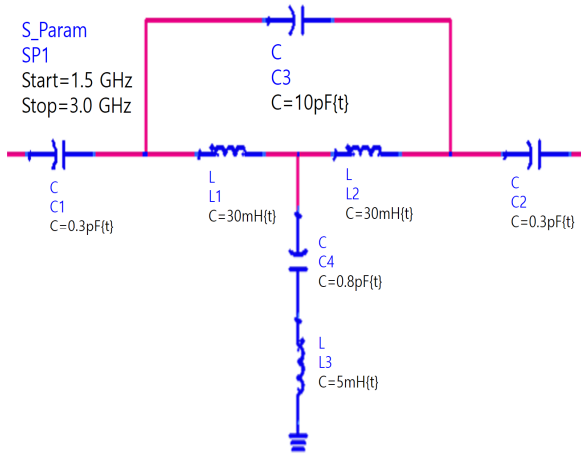 S_Param
SP1
Start=1.5 GHz
Stop=3.0 GHz
C
C3
C=10pF{t}
C
C1
C=0.3pF{t}
L
L1
C=30mH{t}
L
L2
C=30mH{t}
C
C2
C=0.3pF{t}
C
C4
C=0.8pF{t}
L
L3
C=5mH{t}